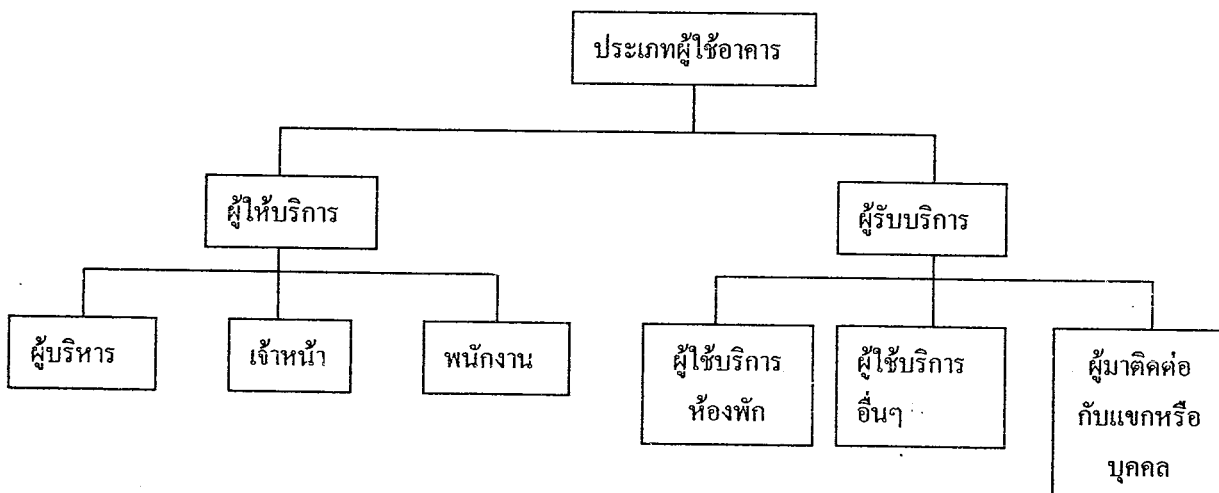 ประเภทผู้ใช้อาคาร
ผู้ให้บริการ
ผู้รับบริการ
ผู้บริหาร
เจ้าหน้า
พนักงาน
ผู้ใช้บริการ
ห้องพัก
ผู้ใช้บริการ
อื่นๆ
ผู้มาติดต่อ
กับแขกหรือ
บุคคล